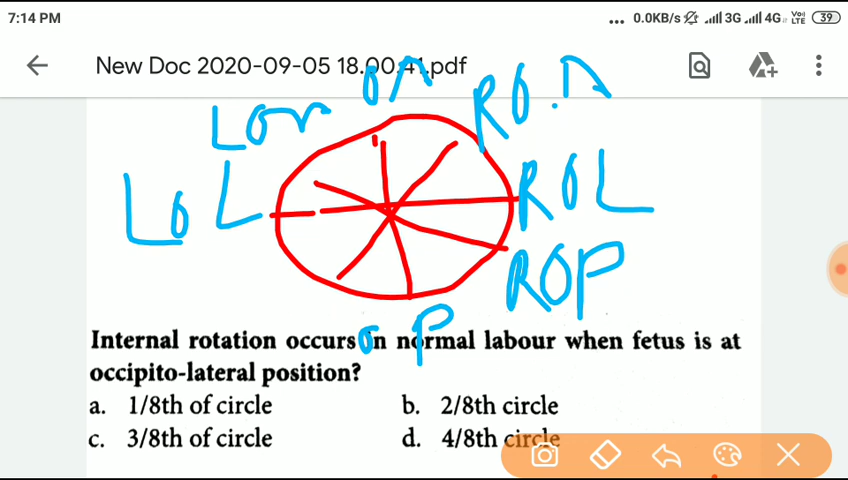 7:14 PM ... 0.0KB/s 3G 4G VoD LTE 39
New Doc 2020-09-05 18.00.41.pdf
OA
LOA ROA
LOL ROL
ROP
OP
Internal rotation occurs in normal labour when fetus is at
occipito-lateral position?
a. 1/8th of circle b. 2/8th circle
c. 3/8th of circle d. 4/8th circle